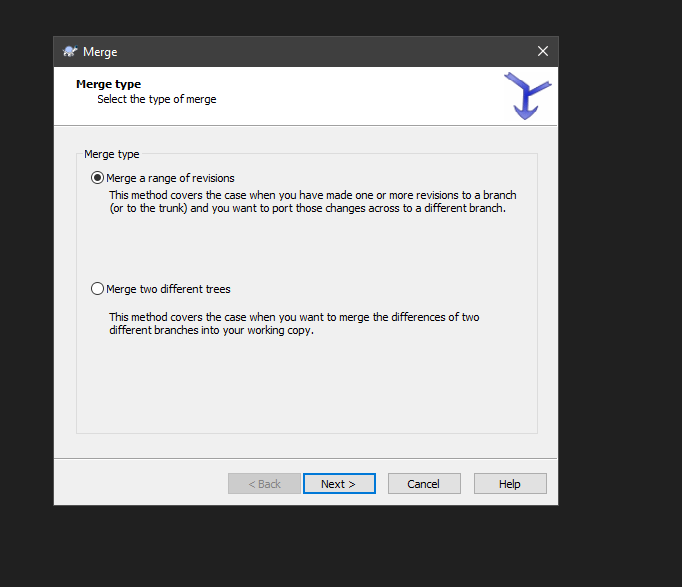 Merge
Merge type
Select the type of merge
Merge type
Merge a range of revisions
This method covers the case when you have made one or more revisions to a branch
(or to the trunk) and you want to port those changes across to a different branch.
Merge two different trees
This method covers the case when you want to merge the differences of two
different branches into your working copy.
< Back
Next >
Cancel
Help